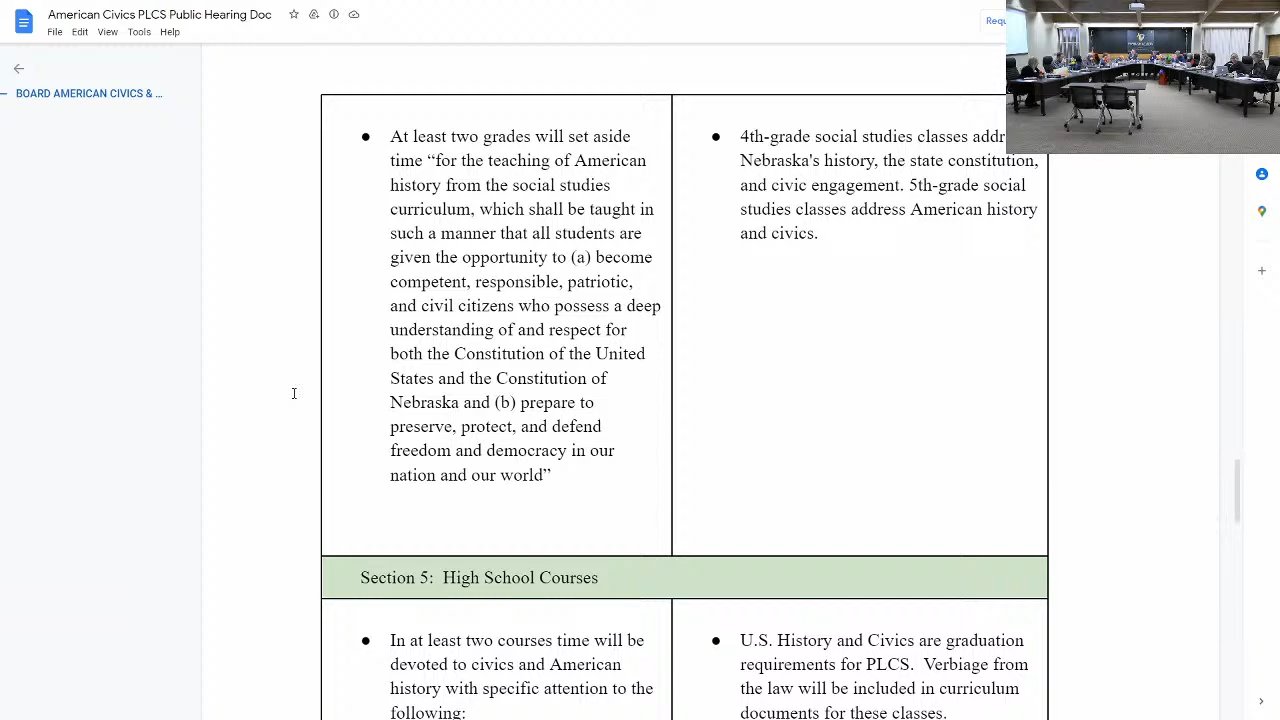 American Civics PLCS Public Hearing Doc
File Edit View Tools Help
Requ
BOARD AMERICAN CIVICS & ...
● At least two grades will set aside
time “for the teaching of American
history from the social studies
curriculum, which shall be taught in
such a manner that all students are
given the opportunity to (a) become
competent, responsible, patriotic,
and civil citizens who possess a deep
understanding of and respect for
both the Constitution of the United
States and the Constitution of
Nebraska and (b) prepare to
preserve, protect, and defend
freedom and democracy in our
nation and our world”
● 4th-grade social studies classes addr
Nebraska's history, the state constitution,
and civic engagement. 5th-grade social
studies classes address American history
and civics.
Section 5: High School Courses
● In at least two courses time will be
devoted to civics and American
history with specific attention to the
following:
● U.S. History and Civics are graduation
requirements for PLCS. Verbiage from
the law will be included in curriculum
documents for these classes.